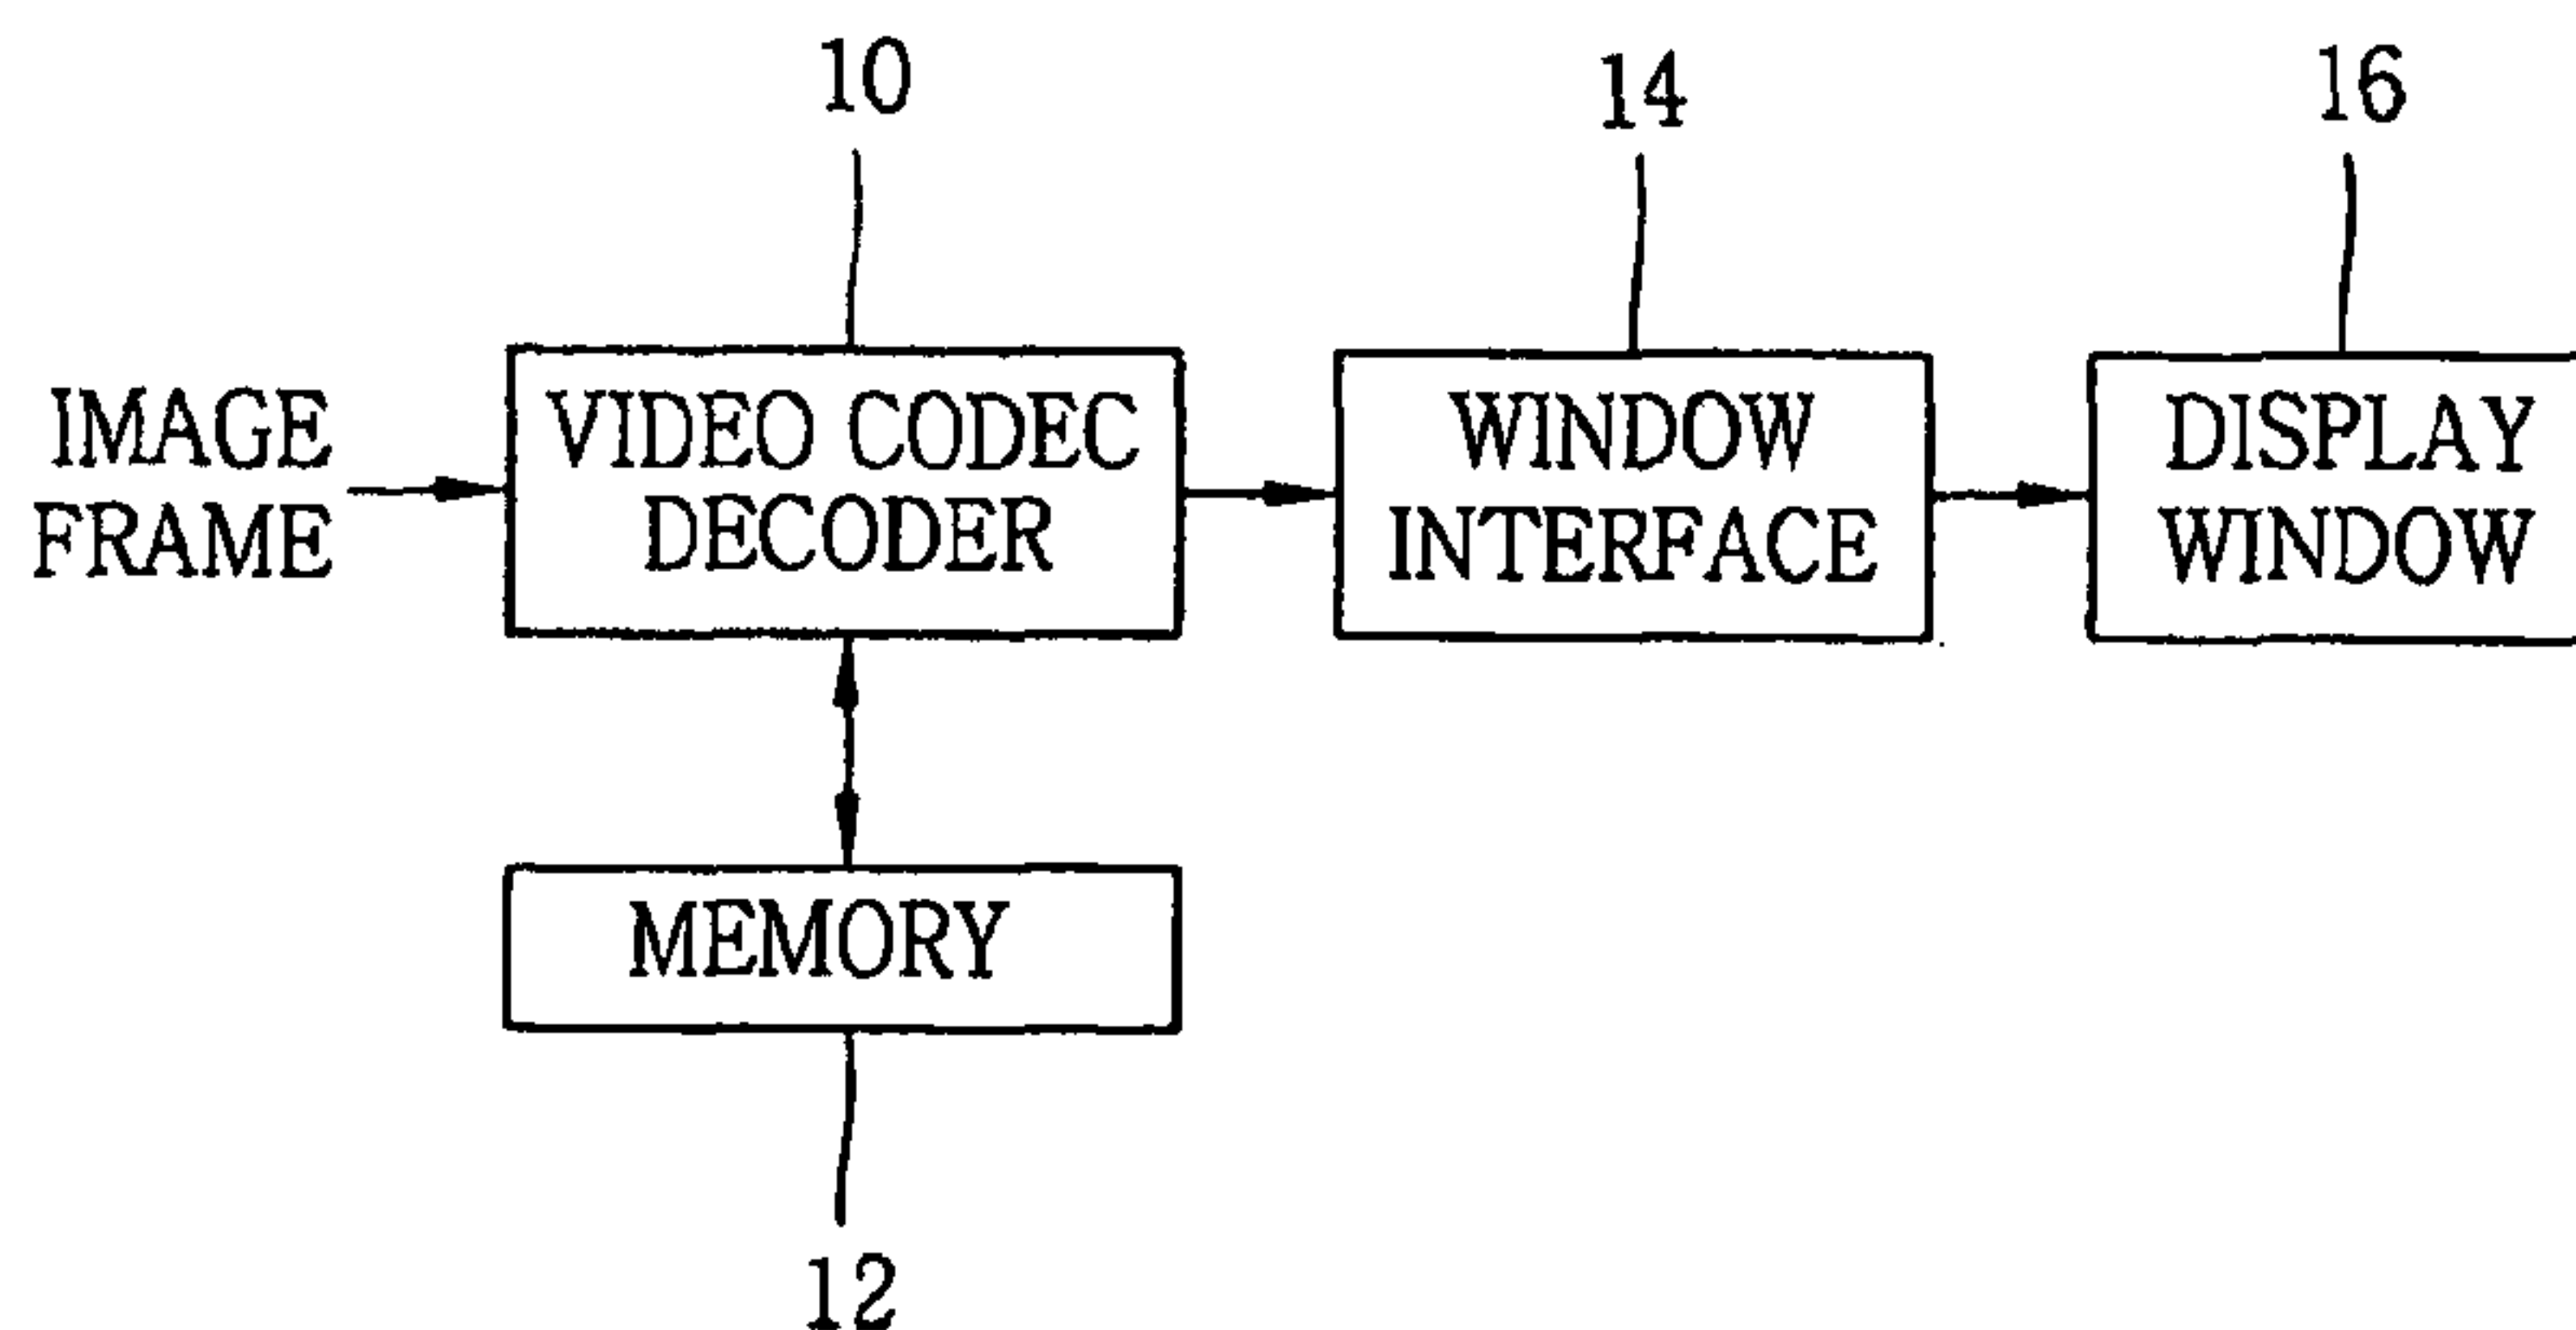 10
14
16
IMAGE
FRAME
VIDEO CODEC
DECODER
WINDOW
INTERFACE
DISPLAY
WINDOW
MEMORY
12